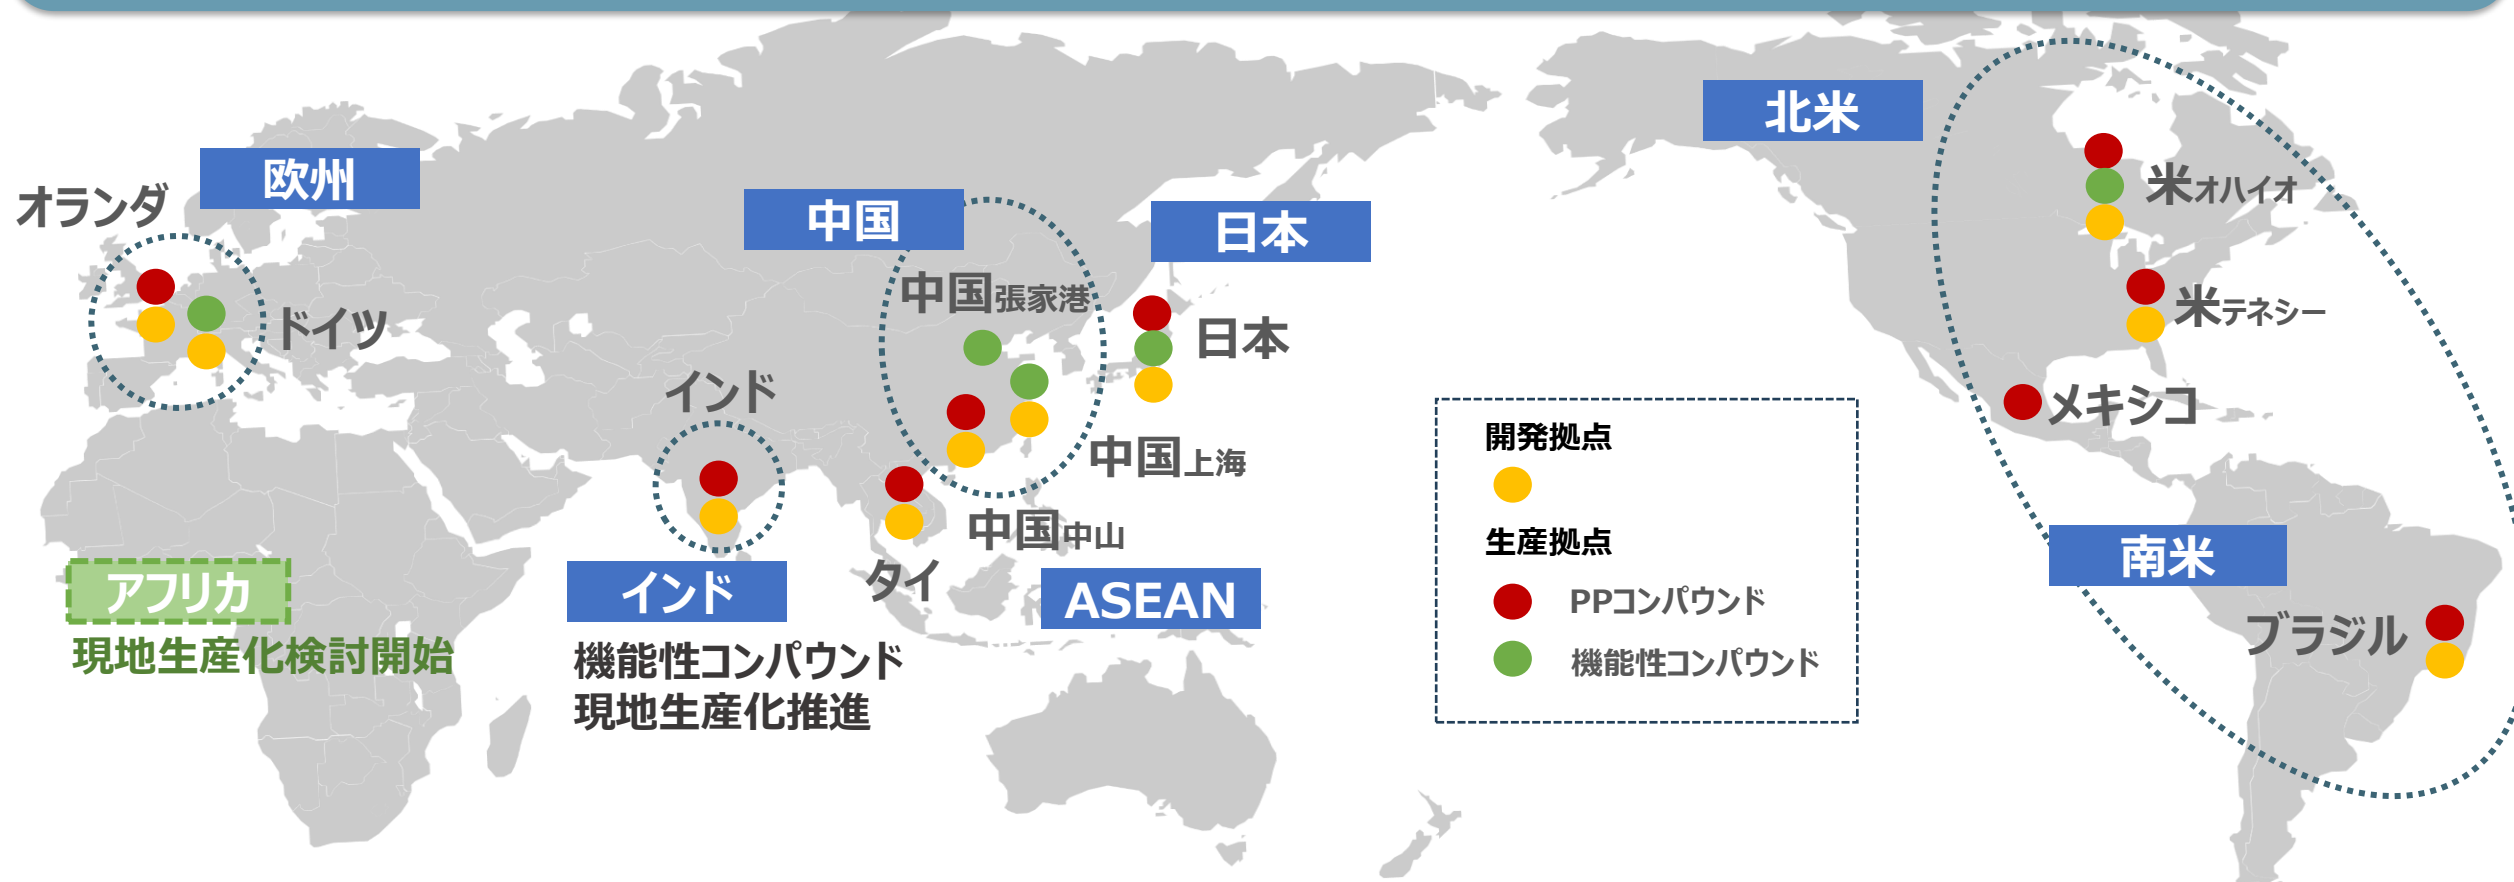 北米
欧州
オランダ
米オハイオ
中国
日本
中国張家港
ドイツ
米テネシー
日本
インド
メキシコ
開発拠点
中国上海
中国中山
生産拠点
南米
タイ
アフリカ
インド
ASEAN
PPコンパウンド
ブラジル
現地生産化検討開始
機能性コンパウンド
現地生産化推進
機能性コンパウンド